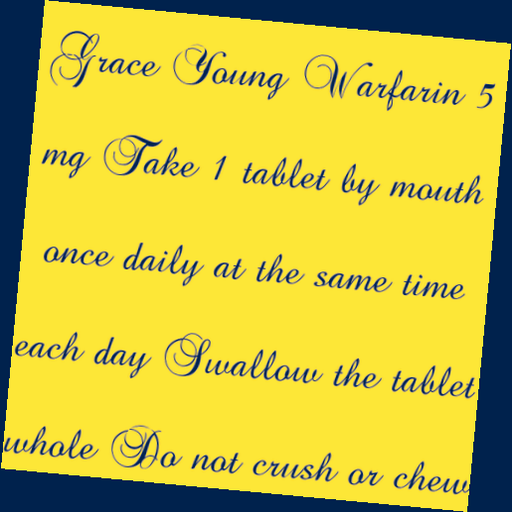 Grace Young Warfarin 5
mg Take 1 tablet by mouth
once daily at the same time
each day Swallow the tablet
whole Do not crush or chew